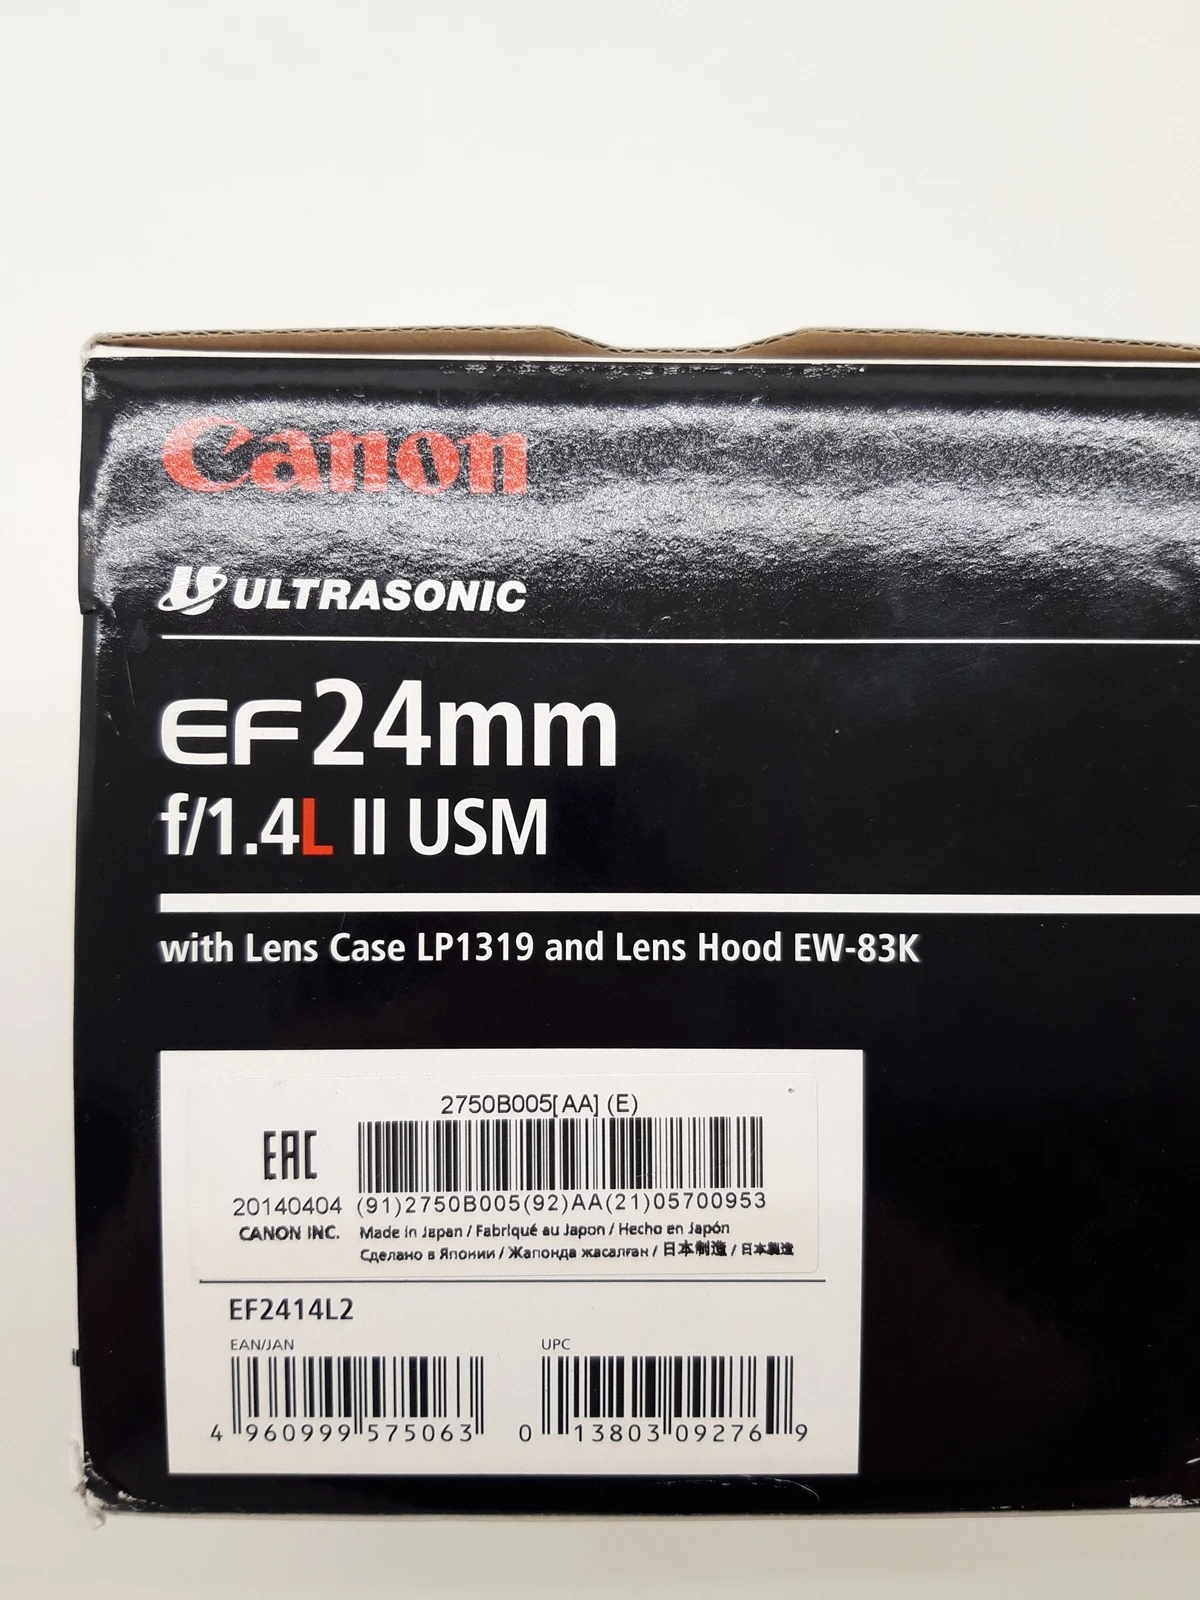 Canon
ULTRASONIC
EF24mm
f/1.4L II USM
with Lens Case LP1319 and Lens Hood EW-83K
2750B005[AA] (E)
EAC
20140404 (91)2750B005(92)AA(21)05700953
CANON INC. Made in Japan / Fabriqué au Japon / Hecho en Japón
Сделано в Японии / Жапонда жасалған / 日本制造 / 日本製造
EF2414L2
EAN/JAN UPC
4 960999 575063 0 13803 09276 9